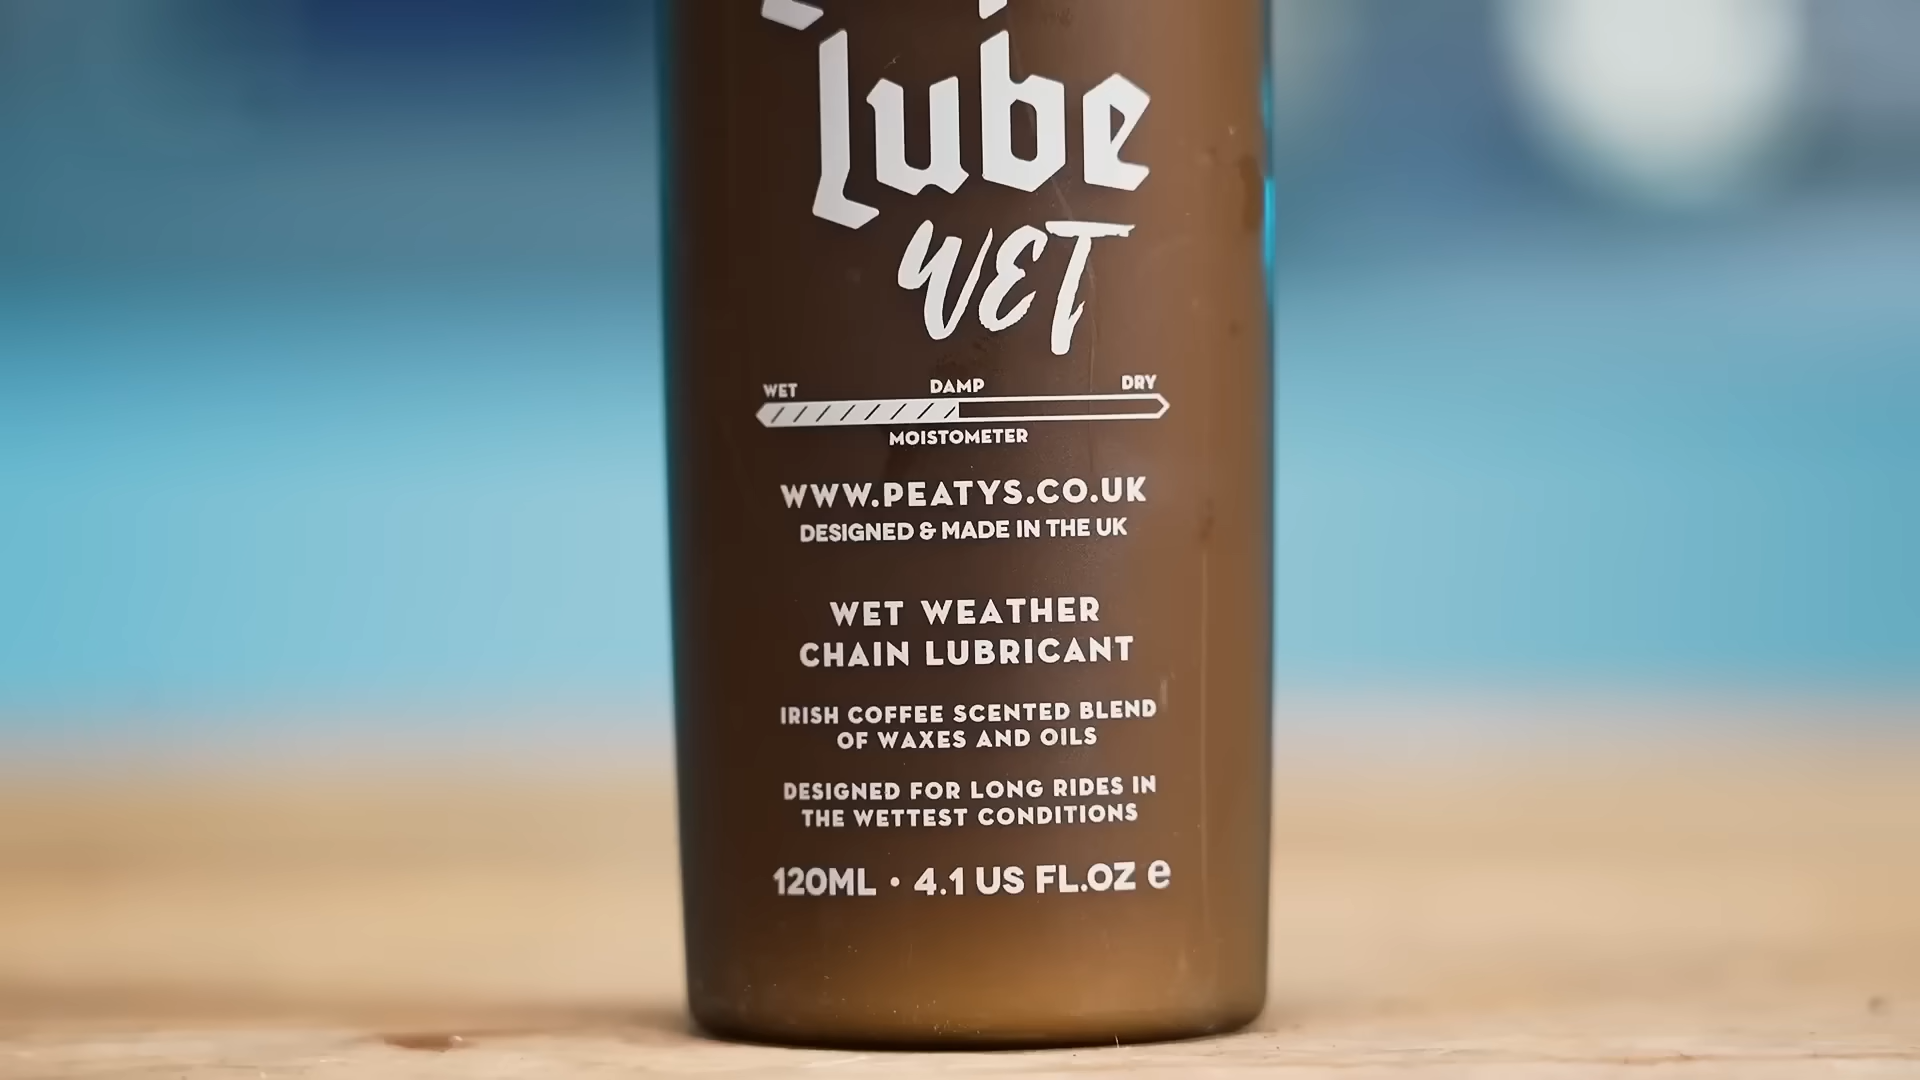 Lube
WET
WET DAMP DRY
MOISTOMETER
WWW.PEATYS.CO.UK
DESIGNED & MADE IN THE UK
WET WEATHER
CHAIN LUBRICANT
IRISH COFFEE SCENTED BLEND
OF WAXES AND OILS
DESIGNED FOR LONG RIDES IN
THE WETTEST CONDITIONS
120ML • 4.1 US FL.OZ e